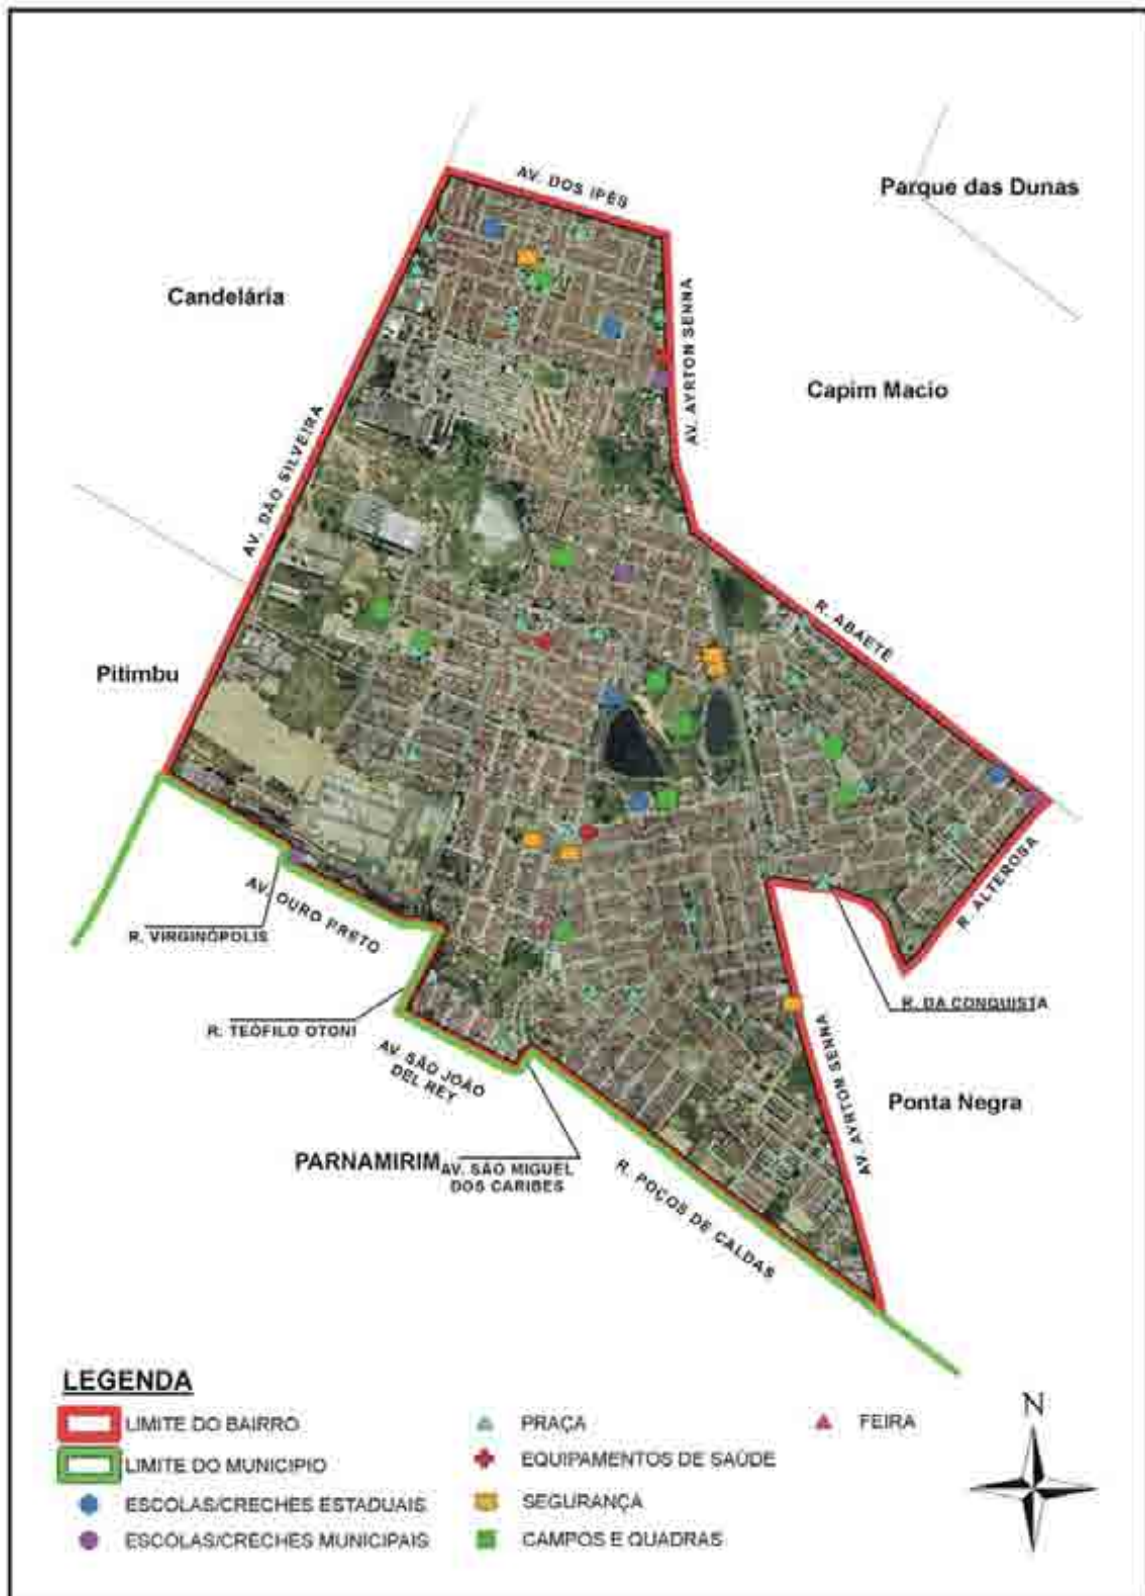 AV. DOS IPÊS
Parque das Dunas
Candelária
AV. AYRTON SENNA
Capim Macio
AV. DÃO SILVEIRA
R. ABAETÉ
Pitimbu
R. ALTEROSA
AV. OURO PRETO
R. VIRGINÓPOLIS
R. DA CONQUISTA
R. TEÓFILO OTONI
AV. SÃO JOÃO
DEL REY
AV. AYRTON SENNA
Ponta Negra
PARNAMIRIM
AV. SÃO MIGUEL
DOS CARIBES
R. POÇOS DE CALDAS
LEGENDA
LIMITE DO BAIRRO
LIMITE DO MUNICIPIO
ESCOLAS/CRECHES ESTADUAIS
ESCOLAS/CRECHES MUNICIPAIS
PRAÇA
EQUIPAMENTOS DE SAÚDE
SEGURANÇA
CAMPOS E QUADRAS
FEIRA
N